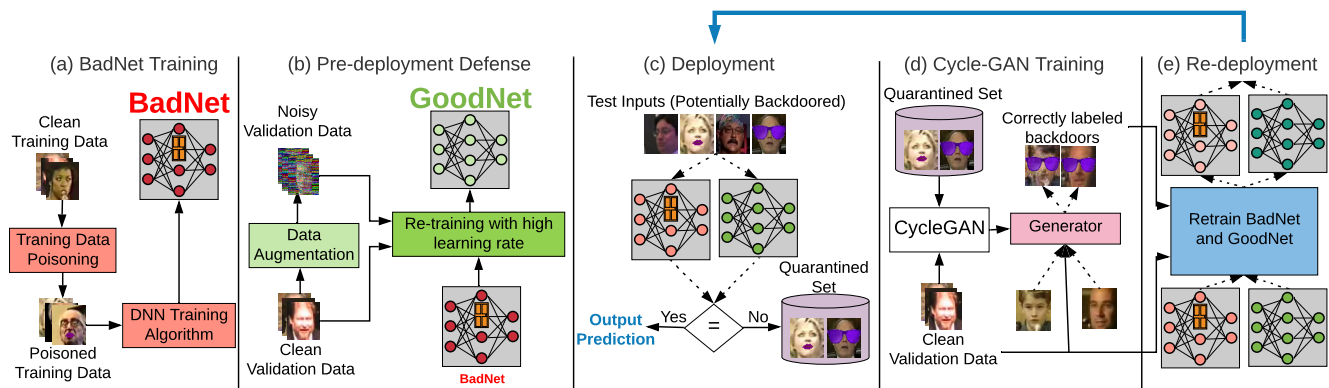 (a) BadNet Training
BadNet
Clean
Training Data
Traning Data
Poisoning
Poisoned
Training Data
DNN Training
Algorithm
(b) Pre-deployment Defense
GoodNet
Noisy
Validation Data
Data
Augmentation
Re-training with high
learning rate
Clean
Validation Data
BadNet
(c) Deployment
Test Inputs (Potentially Backdoored)
Output
Prediction
Yes
=
No
Quarantined
Set
(d) Cycle-GAN Training
Quarantined Set
Correctly labeled
backdoors
CycleGAN
Generator
Clean
Validation Data
(e) Re-deployment
Retrain BadNet
and GoodNet